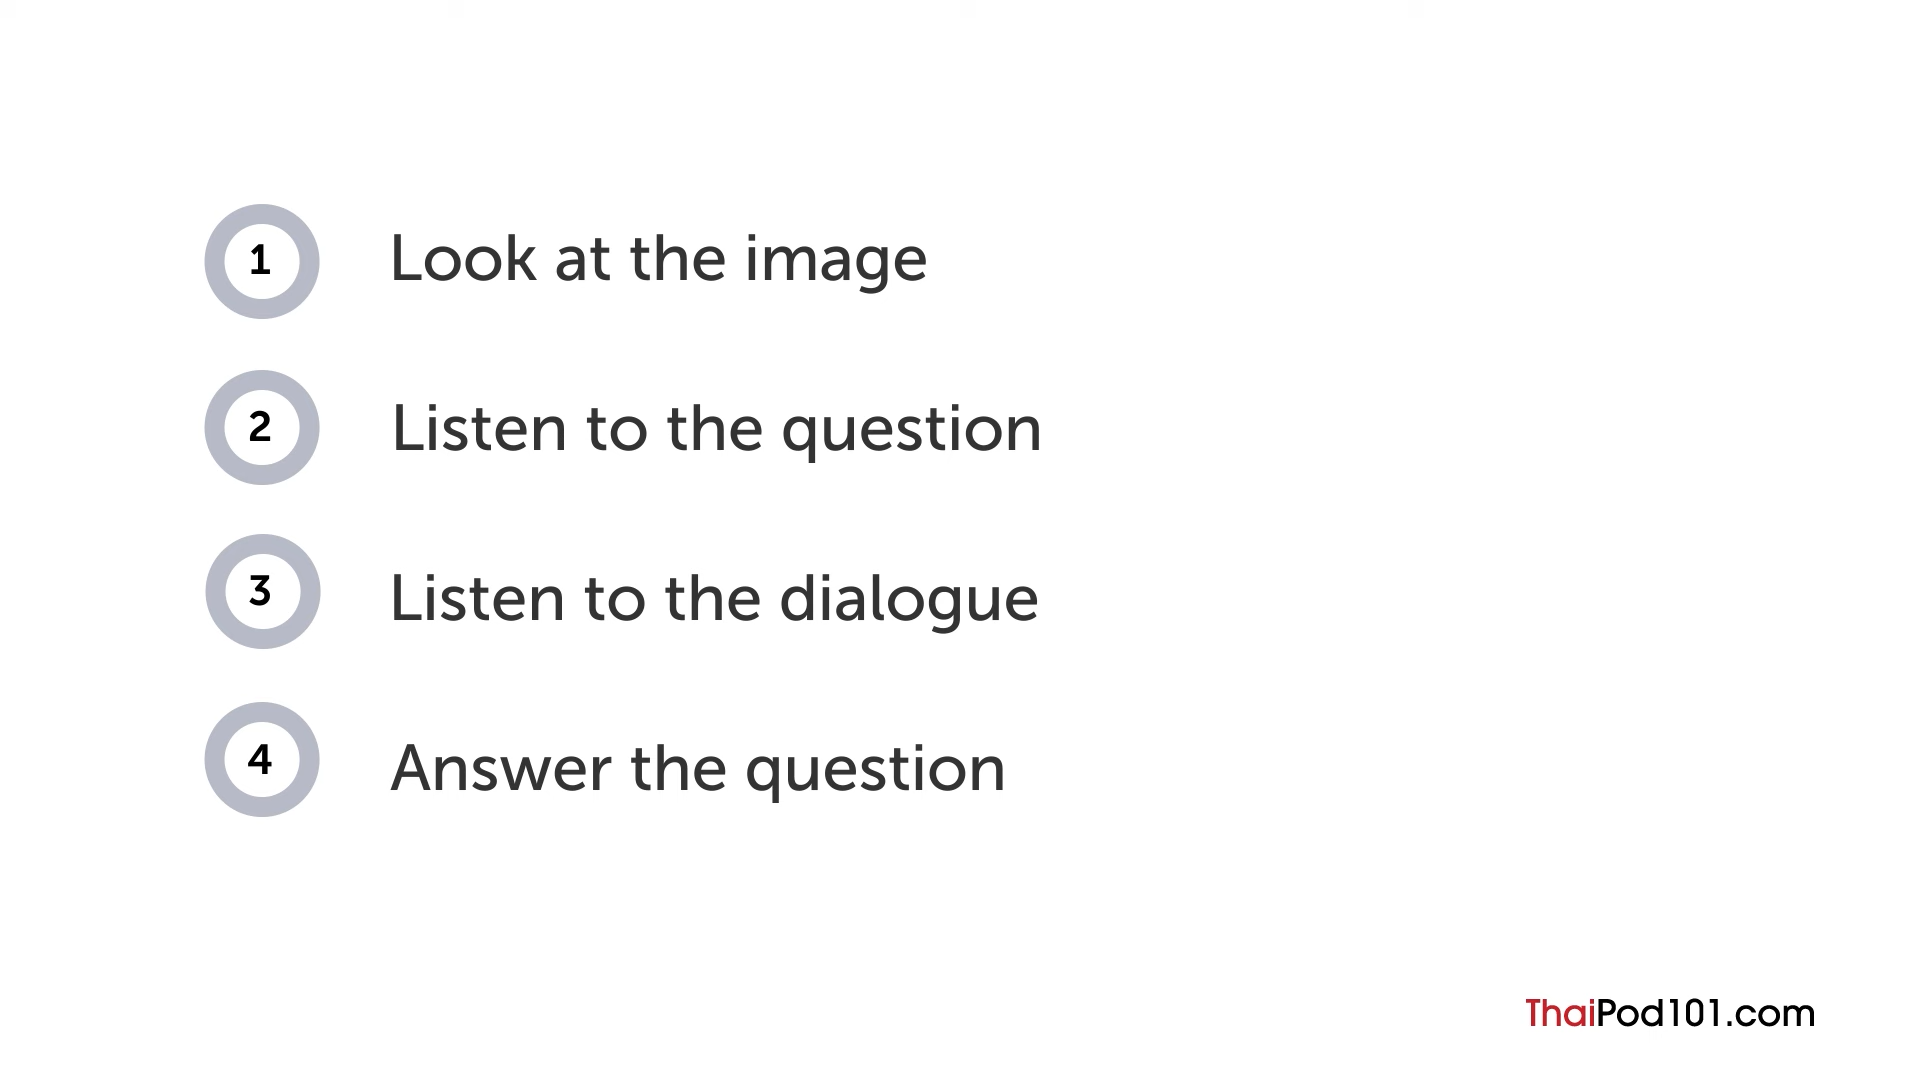 1 Look at the image
2 Listen to the question
3 Listen to the dialogue
4 Answer the question
ThaiPod101.com